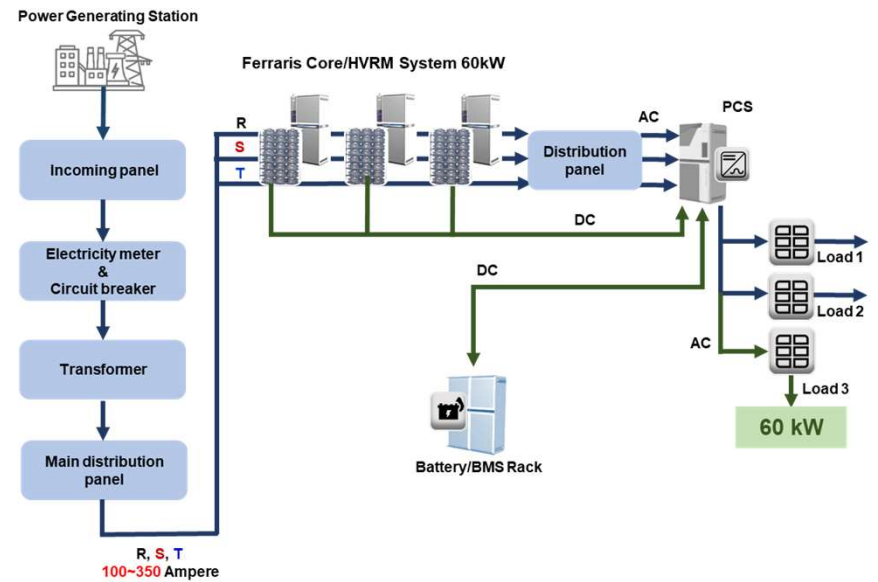 Power Generating Station
Ferraris Core/HVRM System 60kW
PCS
R
S
T
AC
Incoming panel
Distribution
panel
DC
Electricity meter
&
Circuit breaker
DC
Load 1
Load 2
AC
Transformer
Load 3
60 kW
Main distribution
panel
Battery/BMS Rack
R, S, T
100~350 Ampere